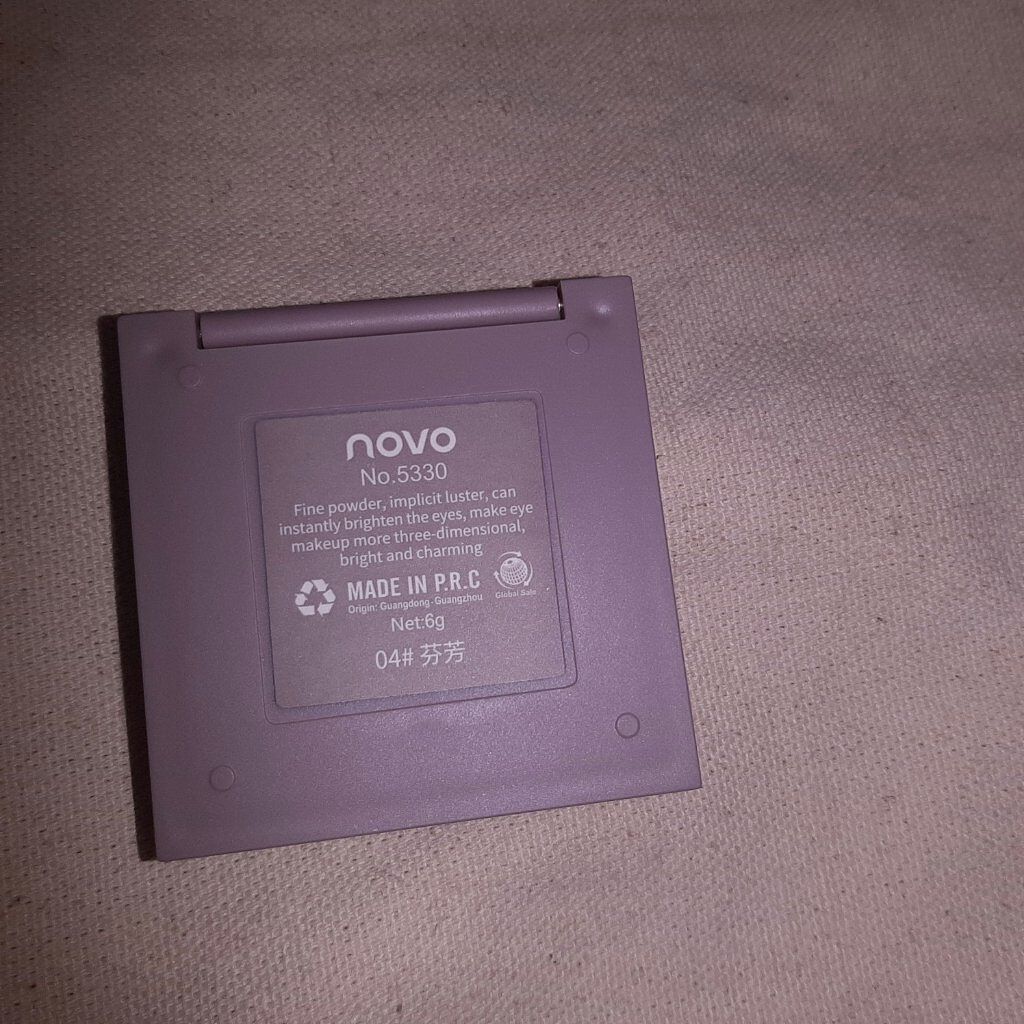 novo
No.5330
Fine powder, implicit luster, can
instantly brighten the eyes, make eye
makeup more three-dimensional,
bright and charming
MADE IN P.R.C
Origin: Guangdong·Guangzhou
Global Sale
Net:6g
04# 芬芳